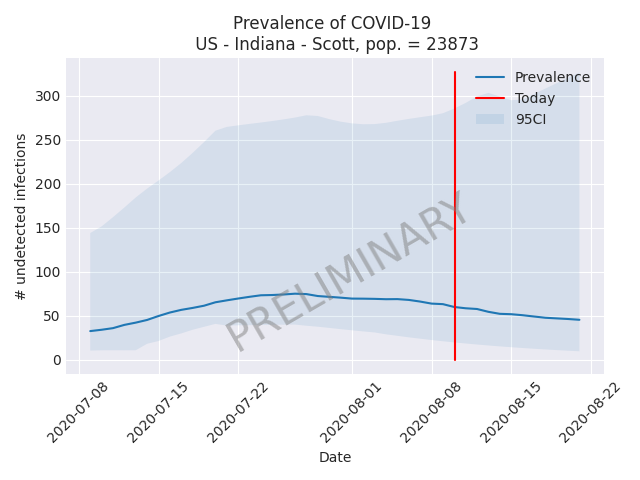 Prevalence of COVID-19
US - Indiana - Scott, pop. = 23873
Prevalence
Today
95CI
PRELIMINARY
# undetected infections
300
250
200
150
100
50
0
2020-07-08
2020-07-15
2020-07-22
2020-08-01
2020-08-08
2020-08-15
2020-08-22
Date